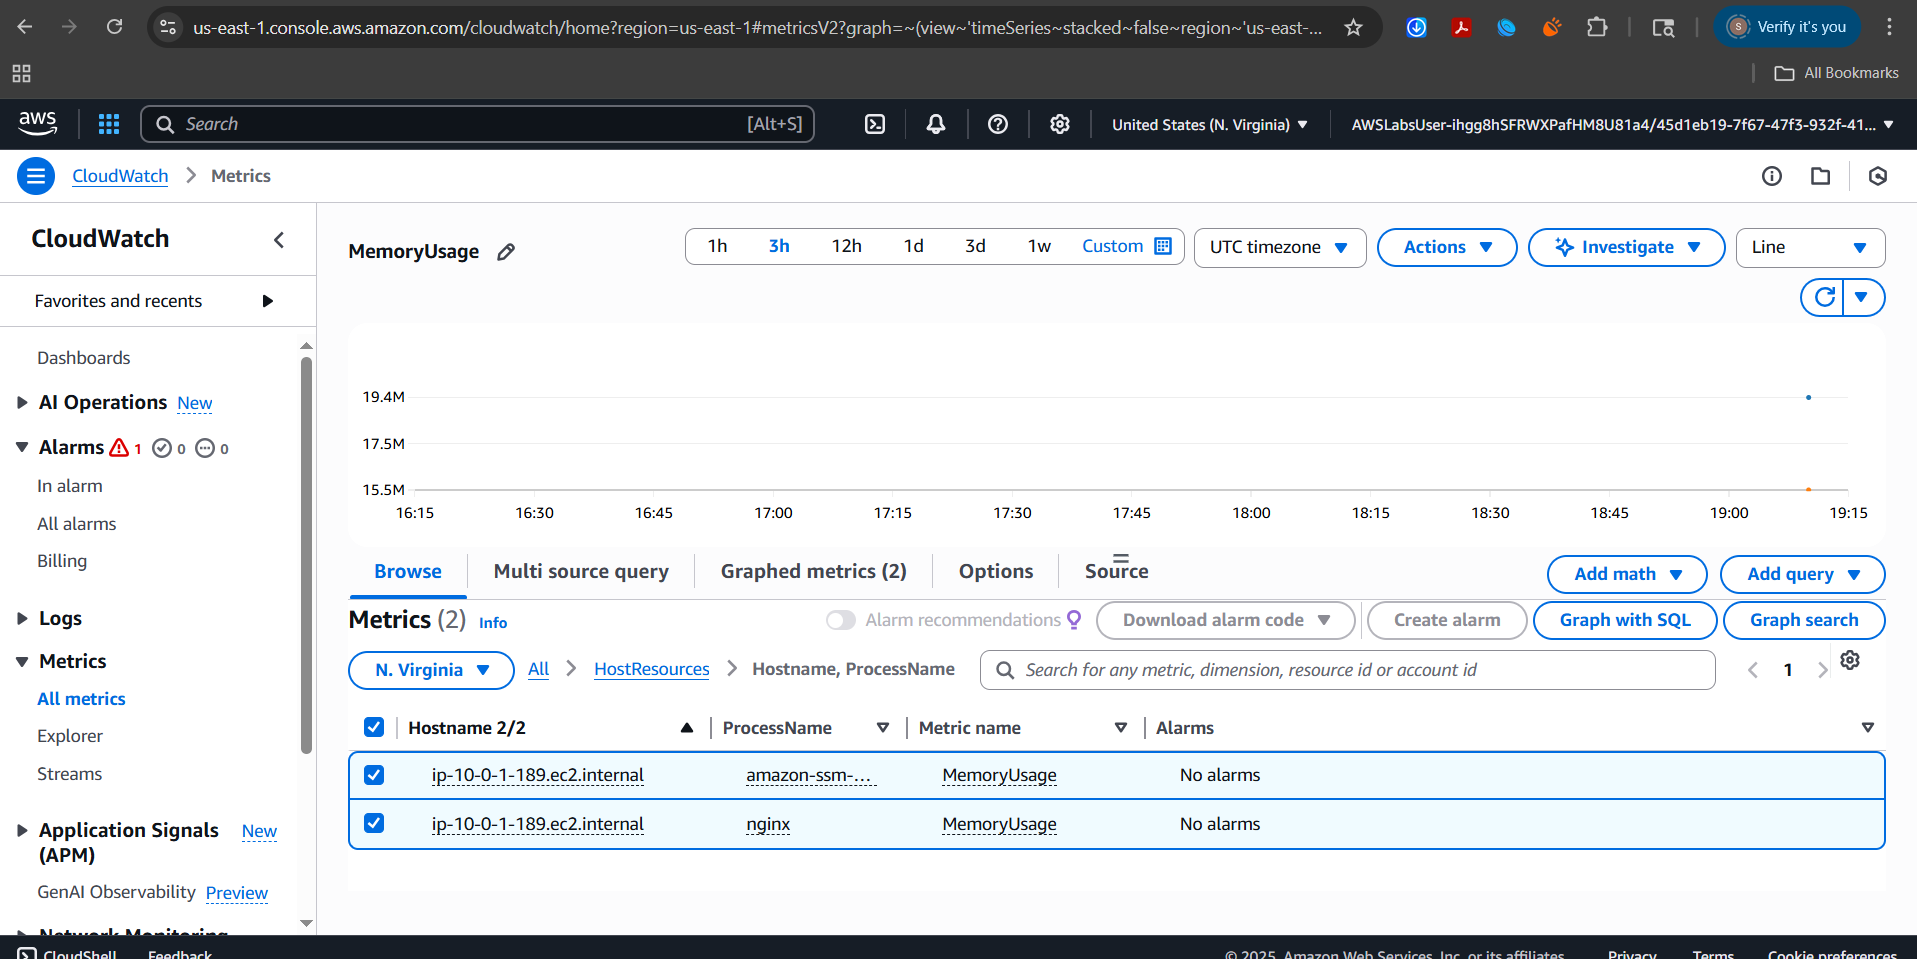 us-east-1.console.aws.amazon.com/cloudwatch/home?region=us-east-1#metricsV2?graph=~(view~'timeSeries~stacked~false~region~'us-east-...
S Verify it's you
All Bookmarks
aws
Search [Alt+S]
United States (N. Virginia)
AWSLabsUser-ihgg8hSFRWXPafHM8U81a4/45d1eb19-7f67-47f3-932f-41...
CloudWatch
Metrics
CloudWatch
Favorites and recents
Dashboards
AI Operations New
Alarms 1 0 0
In alarm
All alarms
Billing
Logs
Metrics
All metrics
Explorer
Streams
Application Signals New
(APM)
GenAI Observability Preview
Network Monitoring
MemoryUsage
1h 3h 12h 1d 3d 1w Custom
UTC timezone
Actions
Investigate
Line
19.4M
17.5M
15.5M
16:15 16:30 16:45 17:00 17:15 17:30 17:45 18:00 18:15 18:30 18:45 19:00 19:15
Browse Multi source query Graphed metrics (2) Options Source
Add math Add query
Metrics (2) Info
Alarm recommendations Download alarm code Create alarm Graph with SQL Graph search
N. Virginia All HostResources Hostname, ProcessName
Search for any metric, dimension, resource id or account id
1
Hostname 2/2 ProcessName Metric name Alarms
ip-10-0-1-189.ec2.internal amazon-ssm-... MemoryUsage No alarms
ip-10-0-1-189.ec2.internal nginx MemoryUsage No alarms
CloudShell Feedback
© 2025, Amazon Web Services, Inc. or its affiliates. Privacy Terms Cookie preferences